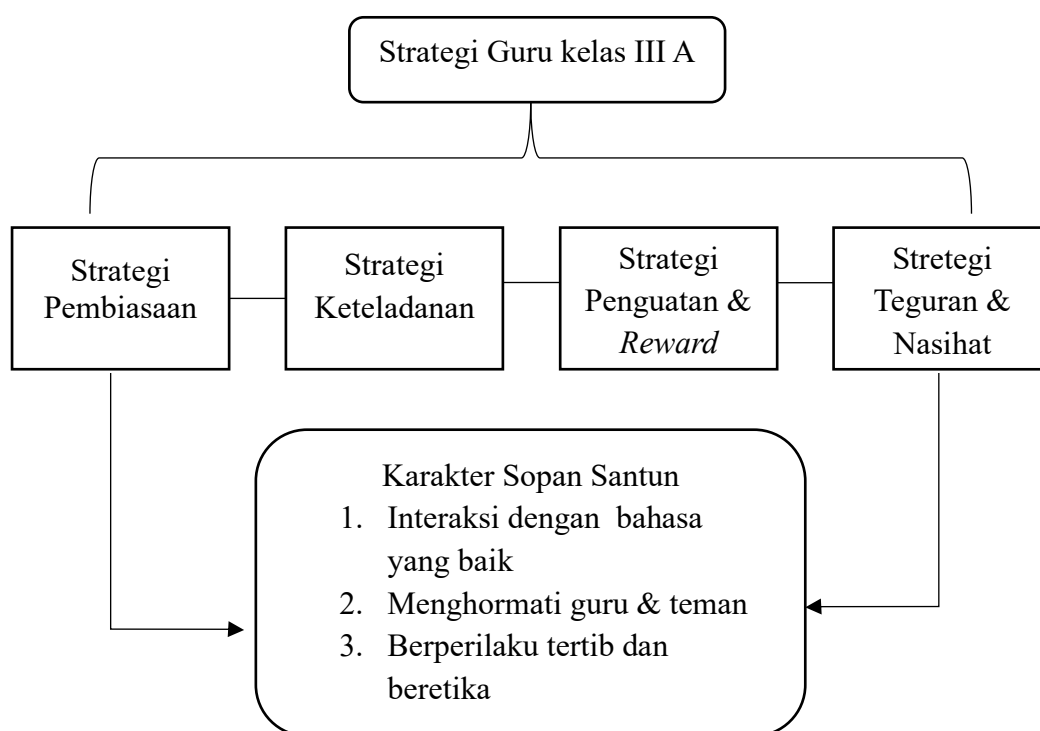 Strategi Guru kelas III A
Strategi
Pembiasaan
Strategi
Keteladanan
Strategi
Penguatan &
Reward
Stretegi
Teguran &
Nasihat
Karakter Sopan Santun
1. Interaksi dengan bahasa
yang baik
2. Menghormati guru & teman
3. Berperilaku tertib dan
beretika